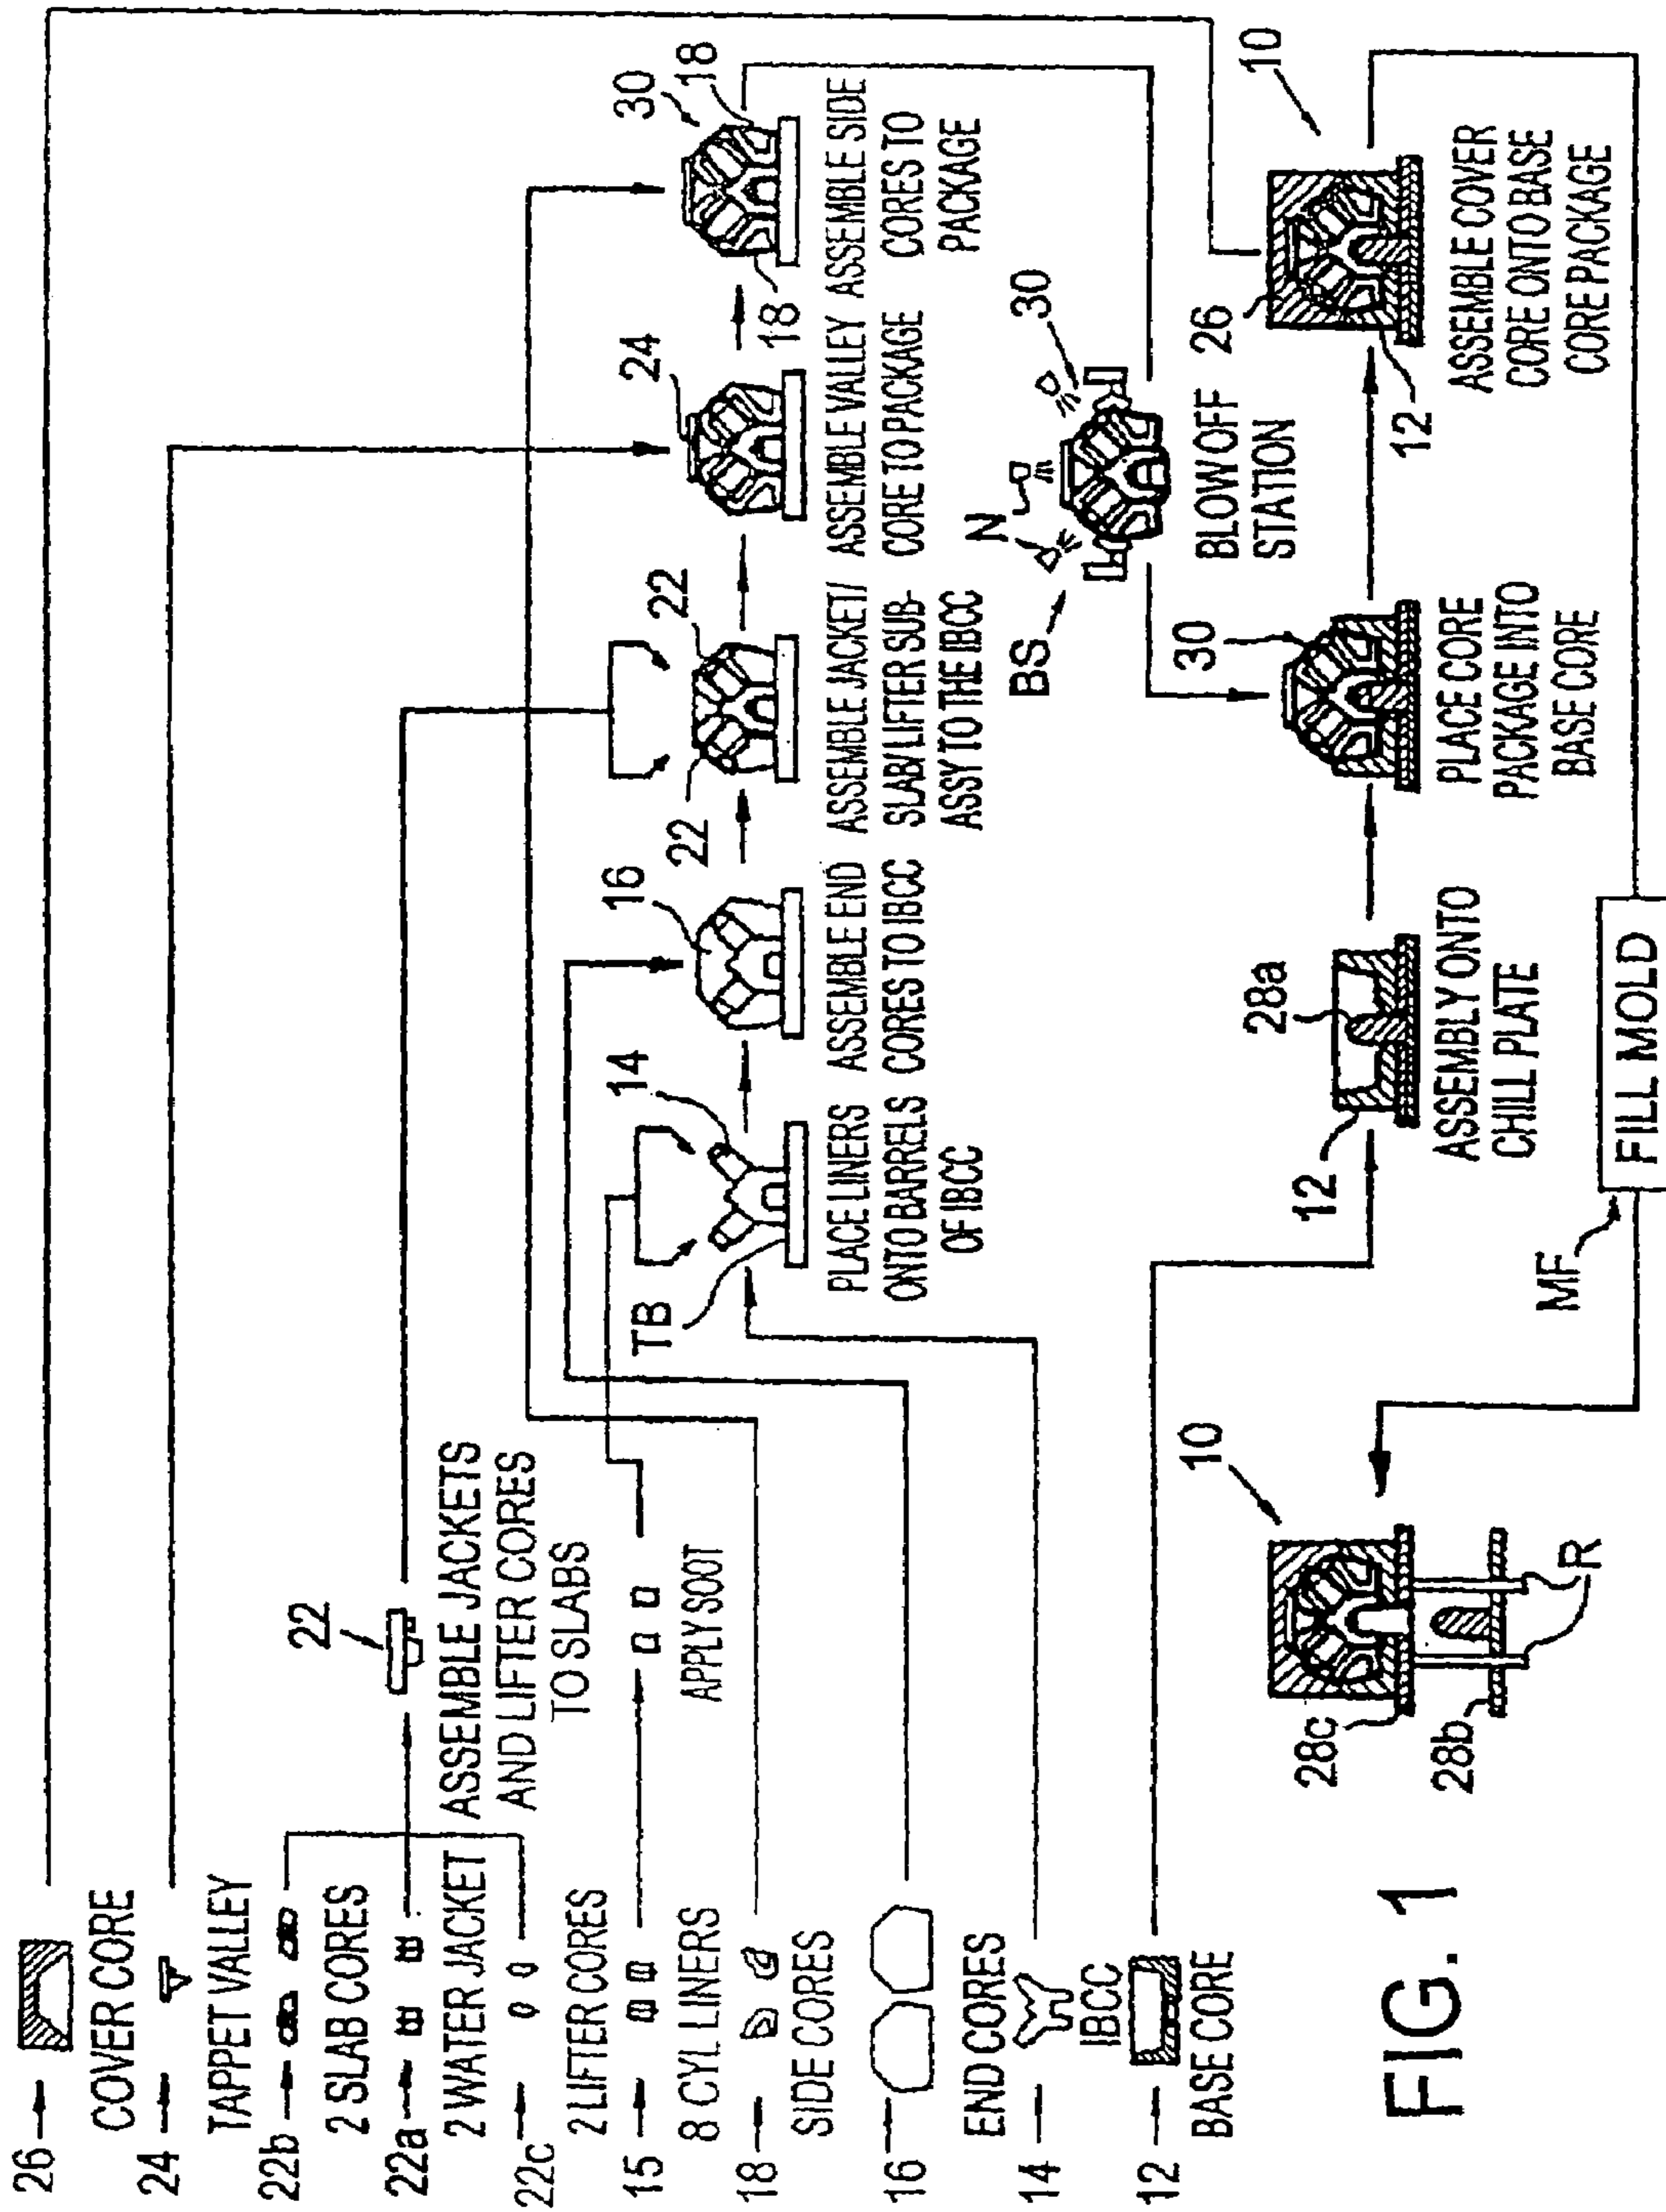 26
COVER CORE
24
TAPPET VALLEY
22b
2 SLAB CORES
22a
2 WATER JACKET
22c
2 LIFTER CORES
15
8 CYL LINERS
18
SIDE CORES
16
END CORES
14
IBCC
12
BASE CORE
22
ASSEMBLE JACKETS
AND LIFTER CORES
TO SLABS
APPLY SOOT
TB
14
PLACE LINERS
ONTO BARRELS
OF IBCC
16
ASSEMBLE END
CORES TO IBCC
22
22
ASSEMBLE JACKET/
SLAB/LIFTER SUB-
ASSY TO THE IBCC
24
ASSEMBLE VALLEY
CORE TO PACKAGE
30
18
18
ASSEMBLE SIDE
CORES TO
PACKAGE
BS
N
30
BLOW OFF
STATION
12
28a
ASSEMBLY ONTO
CHILL PLATE
30
PLACE CORE
PACKAGE INTO
BASE CORE
26
10
12
ASSEMBLE COVER
CORE ONTO BASE
CORE PACKAGE
MF
FILL MOLD
10
28c
28b
R
FIG. 1